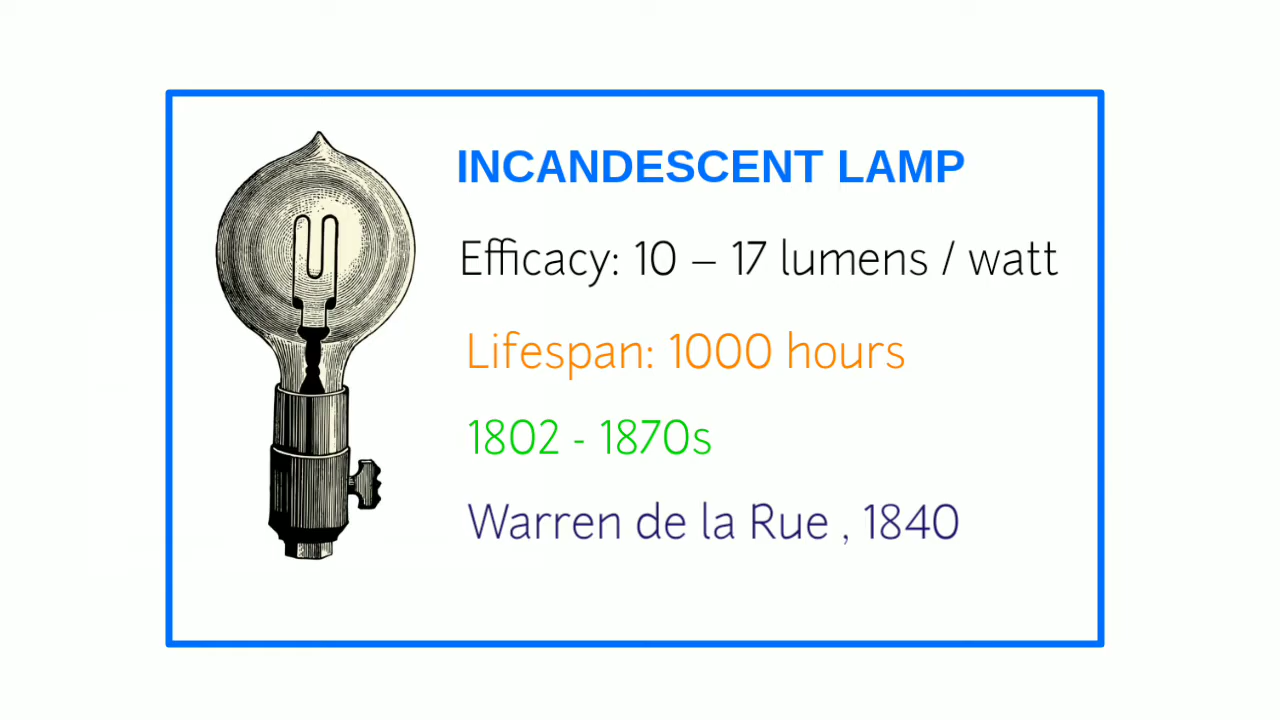 INCANDESCENT LAMP
Efficacy: 10 – 17 lumens / watt
Lifespan: 1000 hours
1802 - 1870s
Warren de la Rue , 1840